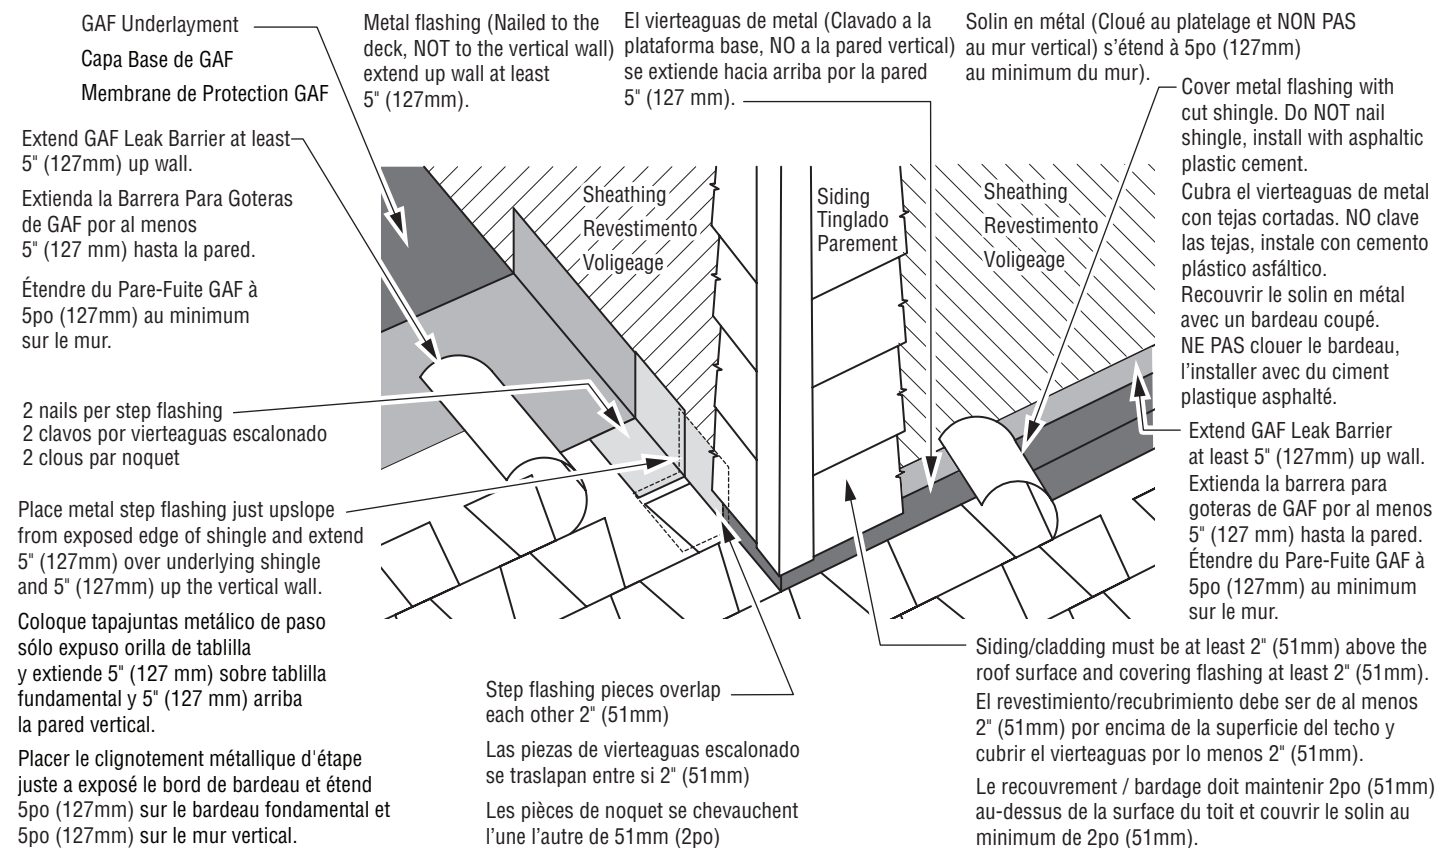 GAF Underlayment
Capa Base de GAF
Membrane de Protection GAF
Metal flashing (Nailed to the
deck, NOT to the vertical wall)
extend up wall at least
5" (127mm).
El vierteaguas de metal (Clavado a la
plataforma base, NO a la pared vertical)
se extiende hacia arriba por la pared
5" (127 mm).
Solin en métal (Cloué au platelage et NON PAS
au mur vertical) s’étend à 5po (127mm)
au minimum du mur).
Extend GAF Leak Barrier at least
5" (127mm) up wall.
Extienda la Barrera Para Goteras
de GAF por al menos
5" (127 mm) hasta la pared.
Étendre du Pare-Fuite GAF à
5po (127mm) au minimum
sur le mur.
2 nails per step flashing
2 clavos por vierteaguas escalonado
2 clous par noquet
Place metal step flashing just upslope
from exposed edge of shingle and extend
5" (127mm) over underlying shingle
and 5" (127mm) up the vertical wall.
Coloque tapajuntas metálico de paso
sólo expuso orilla de tablilla
y extiende 5" (127 mm) sobre tablilla
fundamental y 5" (127 mm) arriba
la pared vertical.
Placer le clignotement métallique d'étape
juste a exposé le bord de bardeau et étend
5po (127mm) sur le bardeau fondamental et
5po (127mm) sur le mur vertical.
Sheathing
Revestimento
Voligeage
Siding
Tinglado
Parement
Sheathing
Revestimento
Voligeage
Step flashing pieces overlap
each other 2" (51mm)
Las piezas de vierteaguas escalonado
se traslapan entre si 2" (51mm)
Les pièces de noquet se chevauchent
l’une l’autre de 51mm (2po)
Cover metal flashing with
cut shingle. Do NOT nail
shingle, install with asphaltic
plastic cement.
Cubra el vierteaguas de metal
con tejas cortadas. NO clave
las tejas, instale con cemento
plástico asfáltico.
Recouvrir le solin en métal
avec un bardeau coupé.
NE PAS clouer le bardeau,
l’installer avec du ciment
plastique asphalté.
Extend GAF Leak Barrier
at least 5" (127mm) up wall.
Extienda la barrera para
goteras de GAF por al menos
5" (127 mm) hasta la pared.
Étendre du Pare-Fuite GAF à
5po (127mm) au minimum
sur le mur.
Siding/cladding must be at least 2" (51mm) above the
roof surface and covering flashing at least 2" (51mm).
El revestimiento/recubrimiento debe ser de al menos
2" (51mm) por encima de la superficie del techo y
cubrir el vierteaguas por lo menos 2" (51mm).
Le recouvrement / bardage doit maintenir 2po (51mm)
au-dessus de la surface du toit et couvrir le solin au
minimum de 2po (51mm).